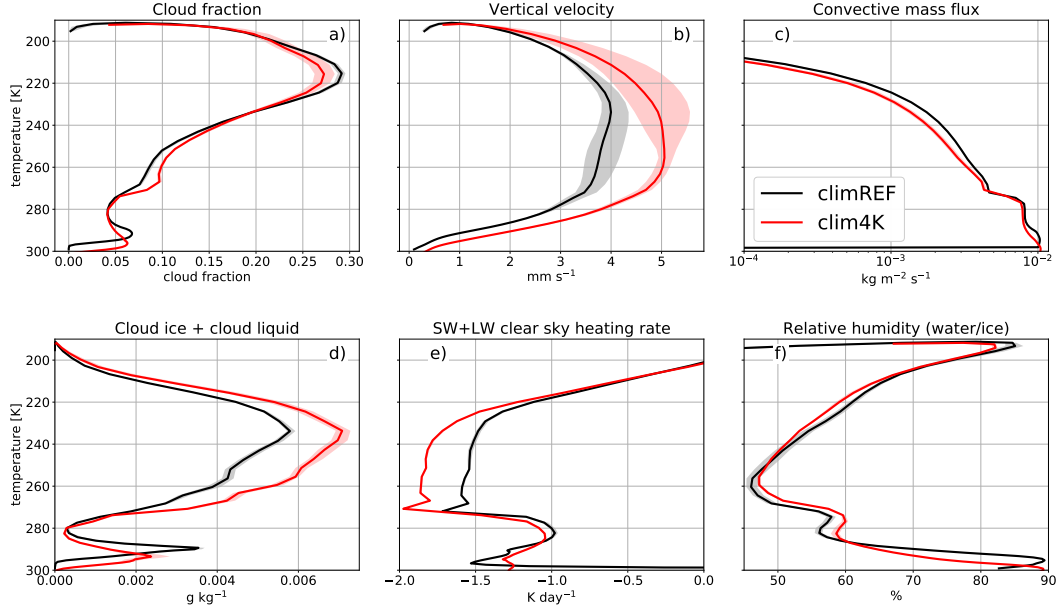 Cloud fraction
Vertical velocity
Convective mass flux
a)
b)
c)
temperature [K]
200
220
240
260
280
300
0.00 0.05 0.10 0.15 0.20 0.25 0.30
cloud fraction
0 1 2 3 4 5
mm s⁻¹
climREF
clim4K
10⁻⁴ 10⁻³ 10⁻²
kg m⁻² s⁻¹
Cloud ice + cloud liquid
SW+LW clear sky heating rate
Relative humidity (water/ice)
d)
e)
f)
temperature [K]
200
220
240
260
280
300
0.000 0.002 0.004 0.006
g kg⁻¹
−2.0 −1.5 −1.0 −0.5 0.0
K day⁻¹
50 60 70 80 90
%